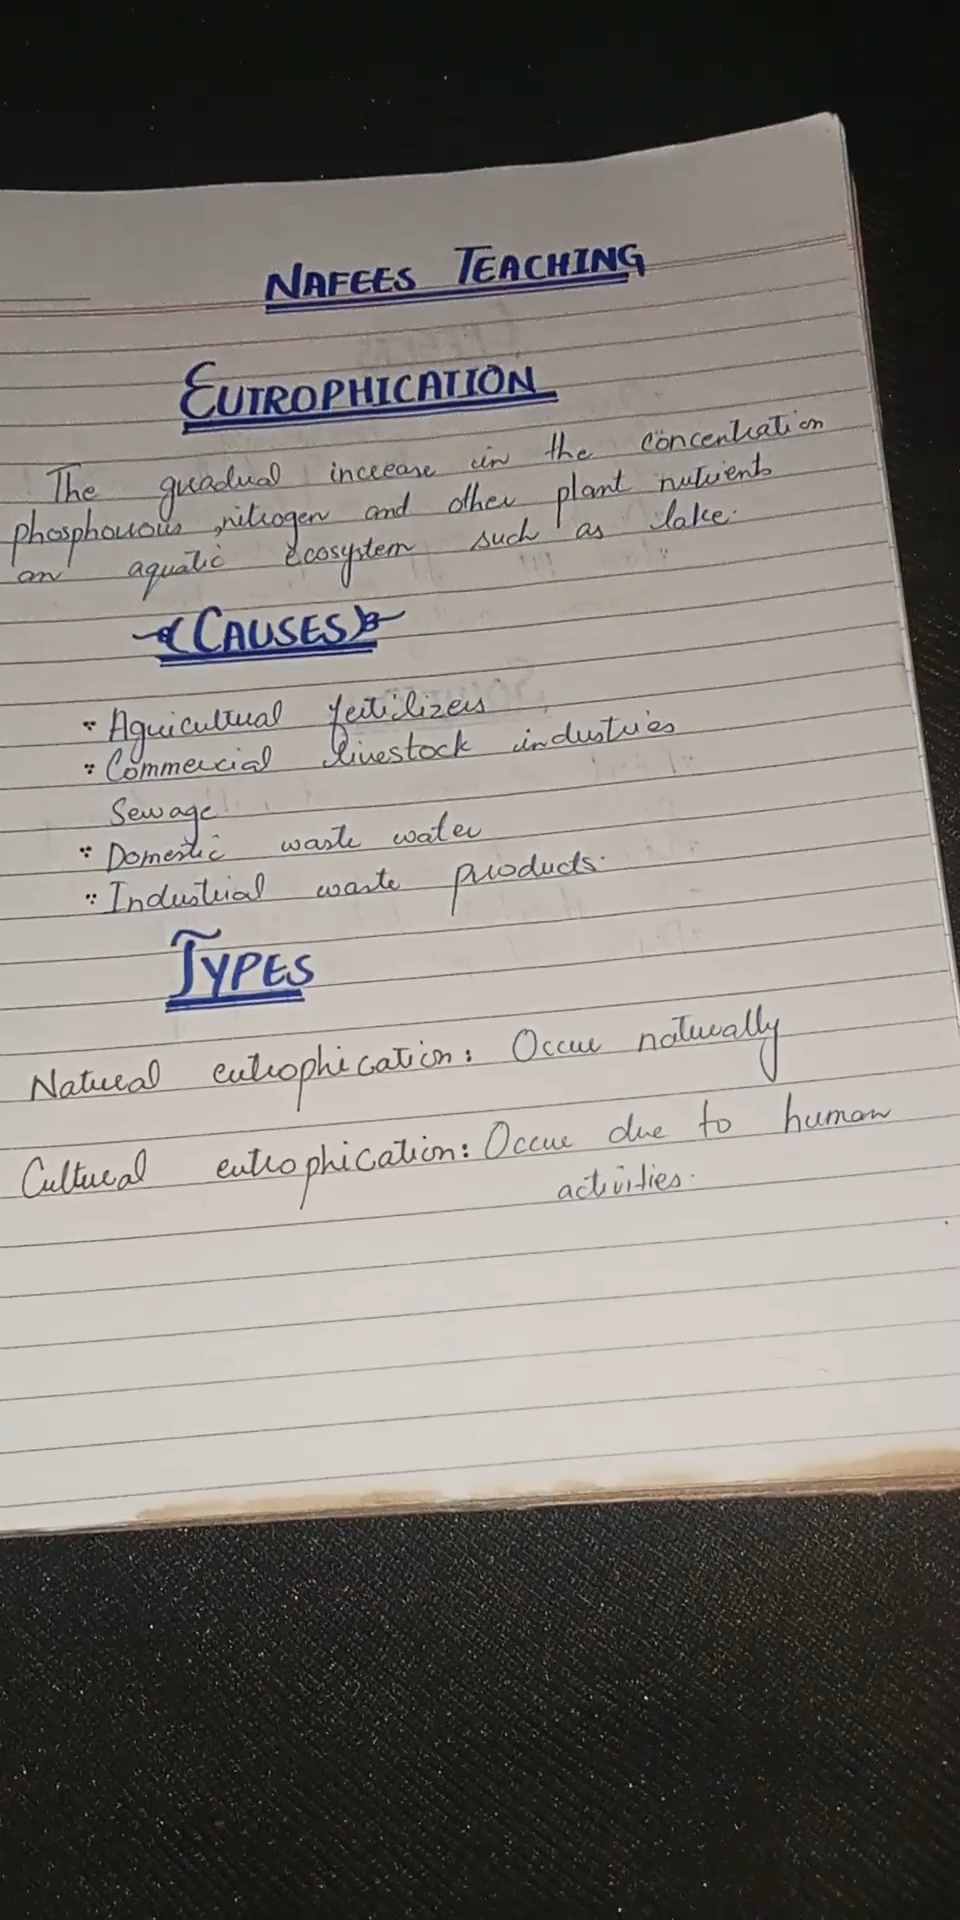 NAFEES TEACHING
EUTROPHICATION
The gradual increase in the concentration
phosphorous, nitrogen and other plant nutrients
an aquatic ecosystem such as lake.
CAUSES
Agricultural fertilizers
Commercial livestock industries
Sewage
Domestic waste water
Industrial waste products.
TYPES
Natural eutrophication: Occur naturally
Cultural eutrophication: Occur due to human
activities.